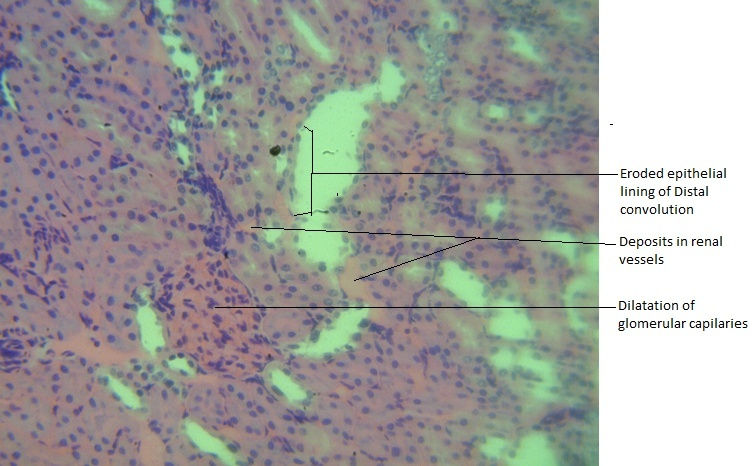 Eroded epithelial
lining of Distal
convolution
Deposits in renal
vessels
Dilatation of
glomerular capilaries